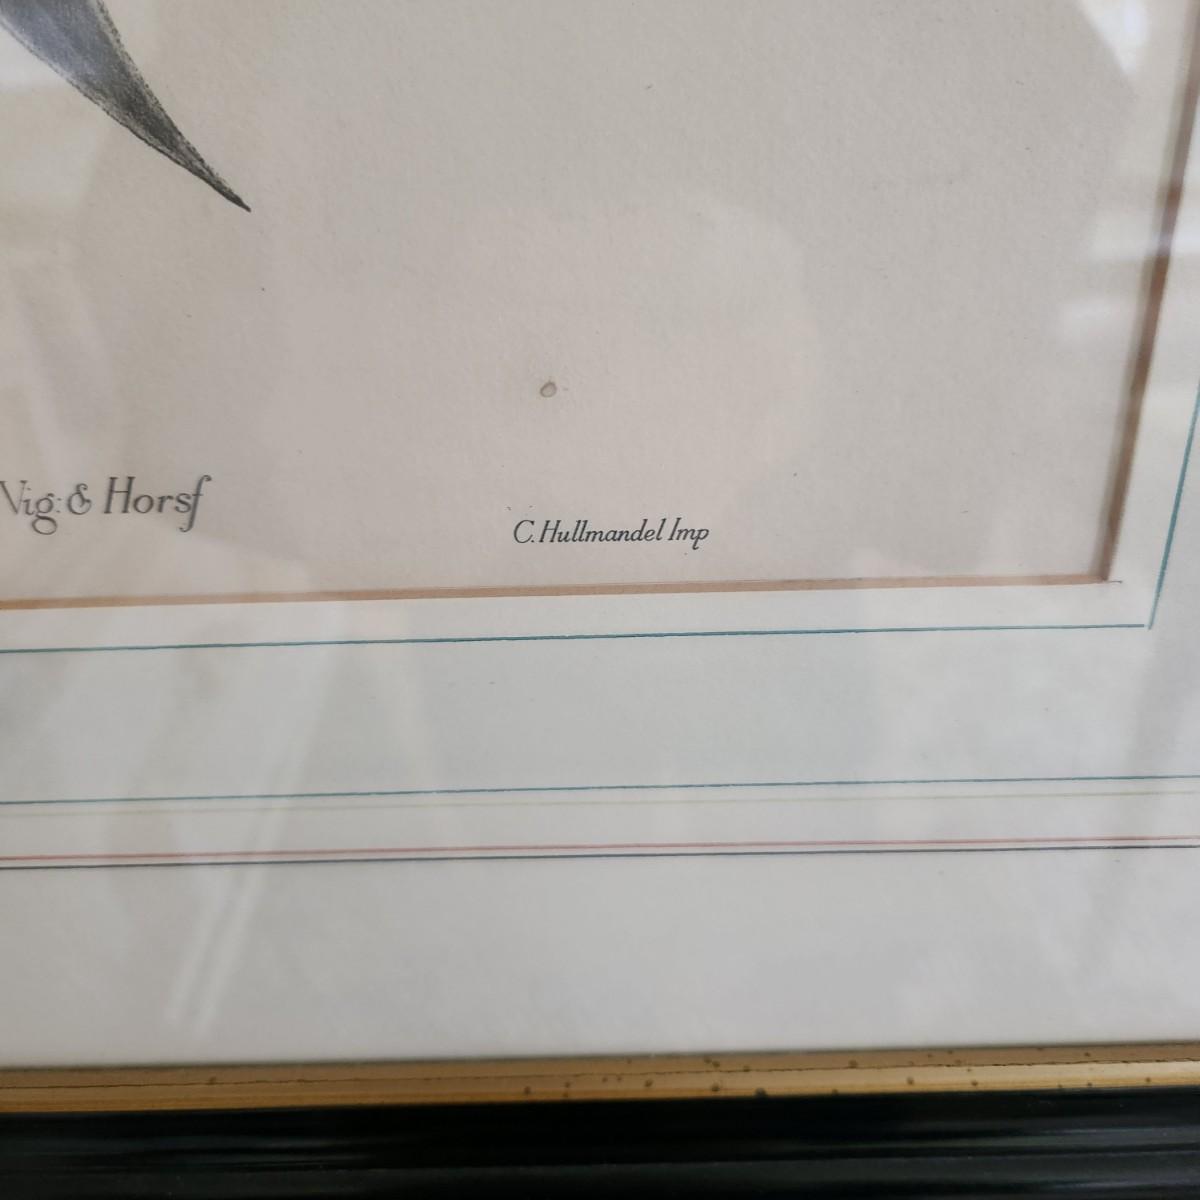 Vig: & Horsf
C. Hullmandel Imp